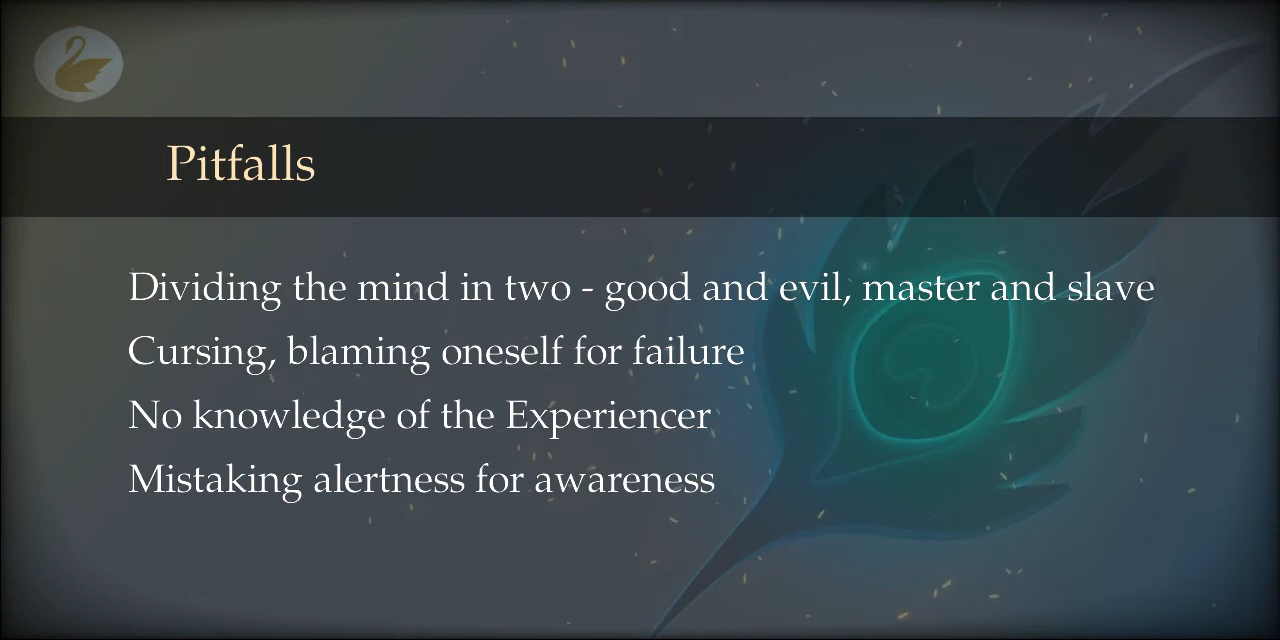 Pitfalls
Dividing the mind in two - good and evil, master and slave
Cursing, blaming oneself for failure
No knowledge of the Experiencer
Mistaking alertness for awareness